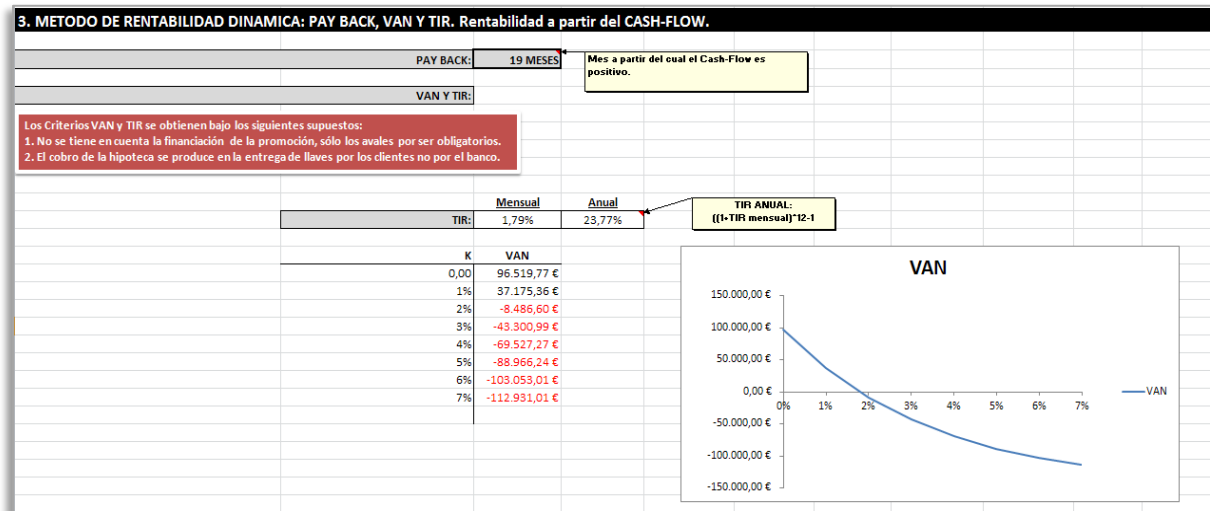 3. METODO DE RENTABILIDAD DINAMICA: PAY BACK, VAN Y TIR. Rentabilidad a partir del CASH-FLOW.
PAY BACK: 19 MESES
Mes a partir del cual el Cash-Flow es
positivo.
VAN Y TIR:
Los Criterios VAN y TIR se obtienen bajo los siguientes supuestos:
1. No se tiene en cuenta la financiación de la promoción, sólo los avales por ser obligatorios.
2. El cobro de la hipoteca se produce en la entrega de llaves por los clientes no por el banco.
Mensual Anual
TIR: 1,79% 23,77%
TIR ANUAL:
((1+TIR mensual)^12-1
K VAN
0,00 96.519,77 €
1% 37.175,36 €
2% -8.486,60 €
3% -43.300,99 €
4% -69.527,27 €
5% -88.966,24 €
6% -103.053,01 €
7% -112.931,01 €
VAN
150.000,00 €
100.000,00 €
50.000,00 €
0,00 €
-50.000,00 €
-100.000,00 €
-150.000,00 €
0% 1% 2% 3% 4% 5% 6% 7%
VAN